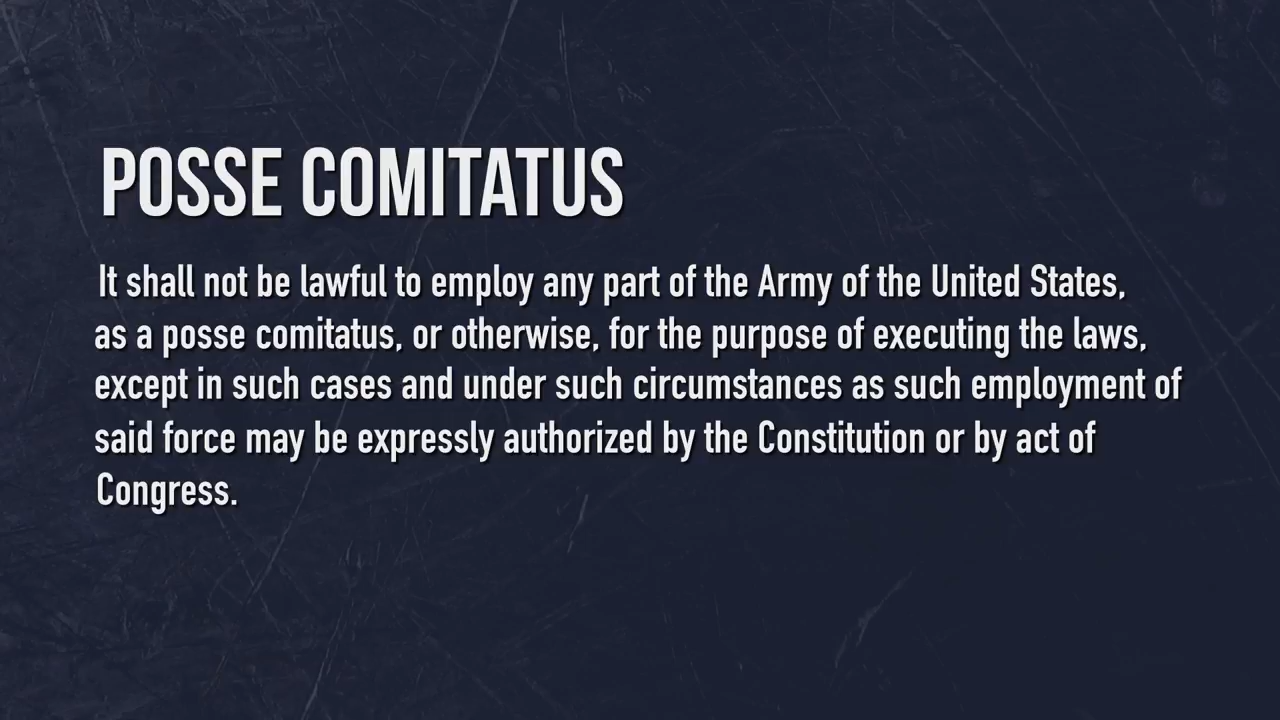 POSSE COMITATUS
It shall not be lawful to employ any part of the Army of the United States,
as a posse comitatus, or otherwise, for the purpose of executing the laws,
except in such cases and under such circumstances as such employment of
said force may be expressly authorized by the Constitution or by act of
Congress.